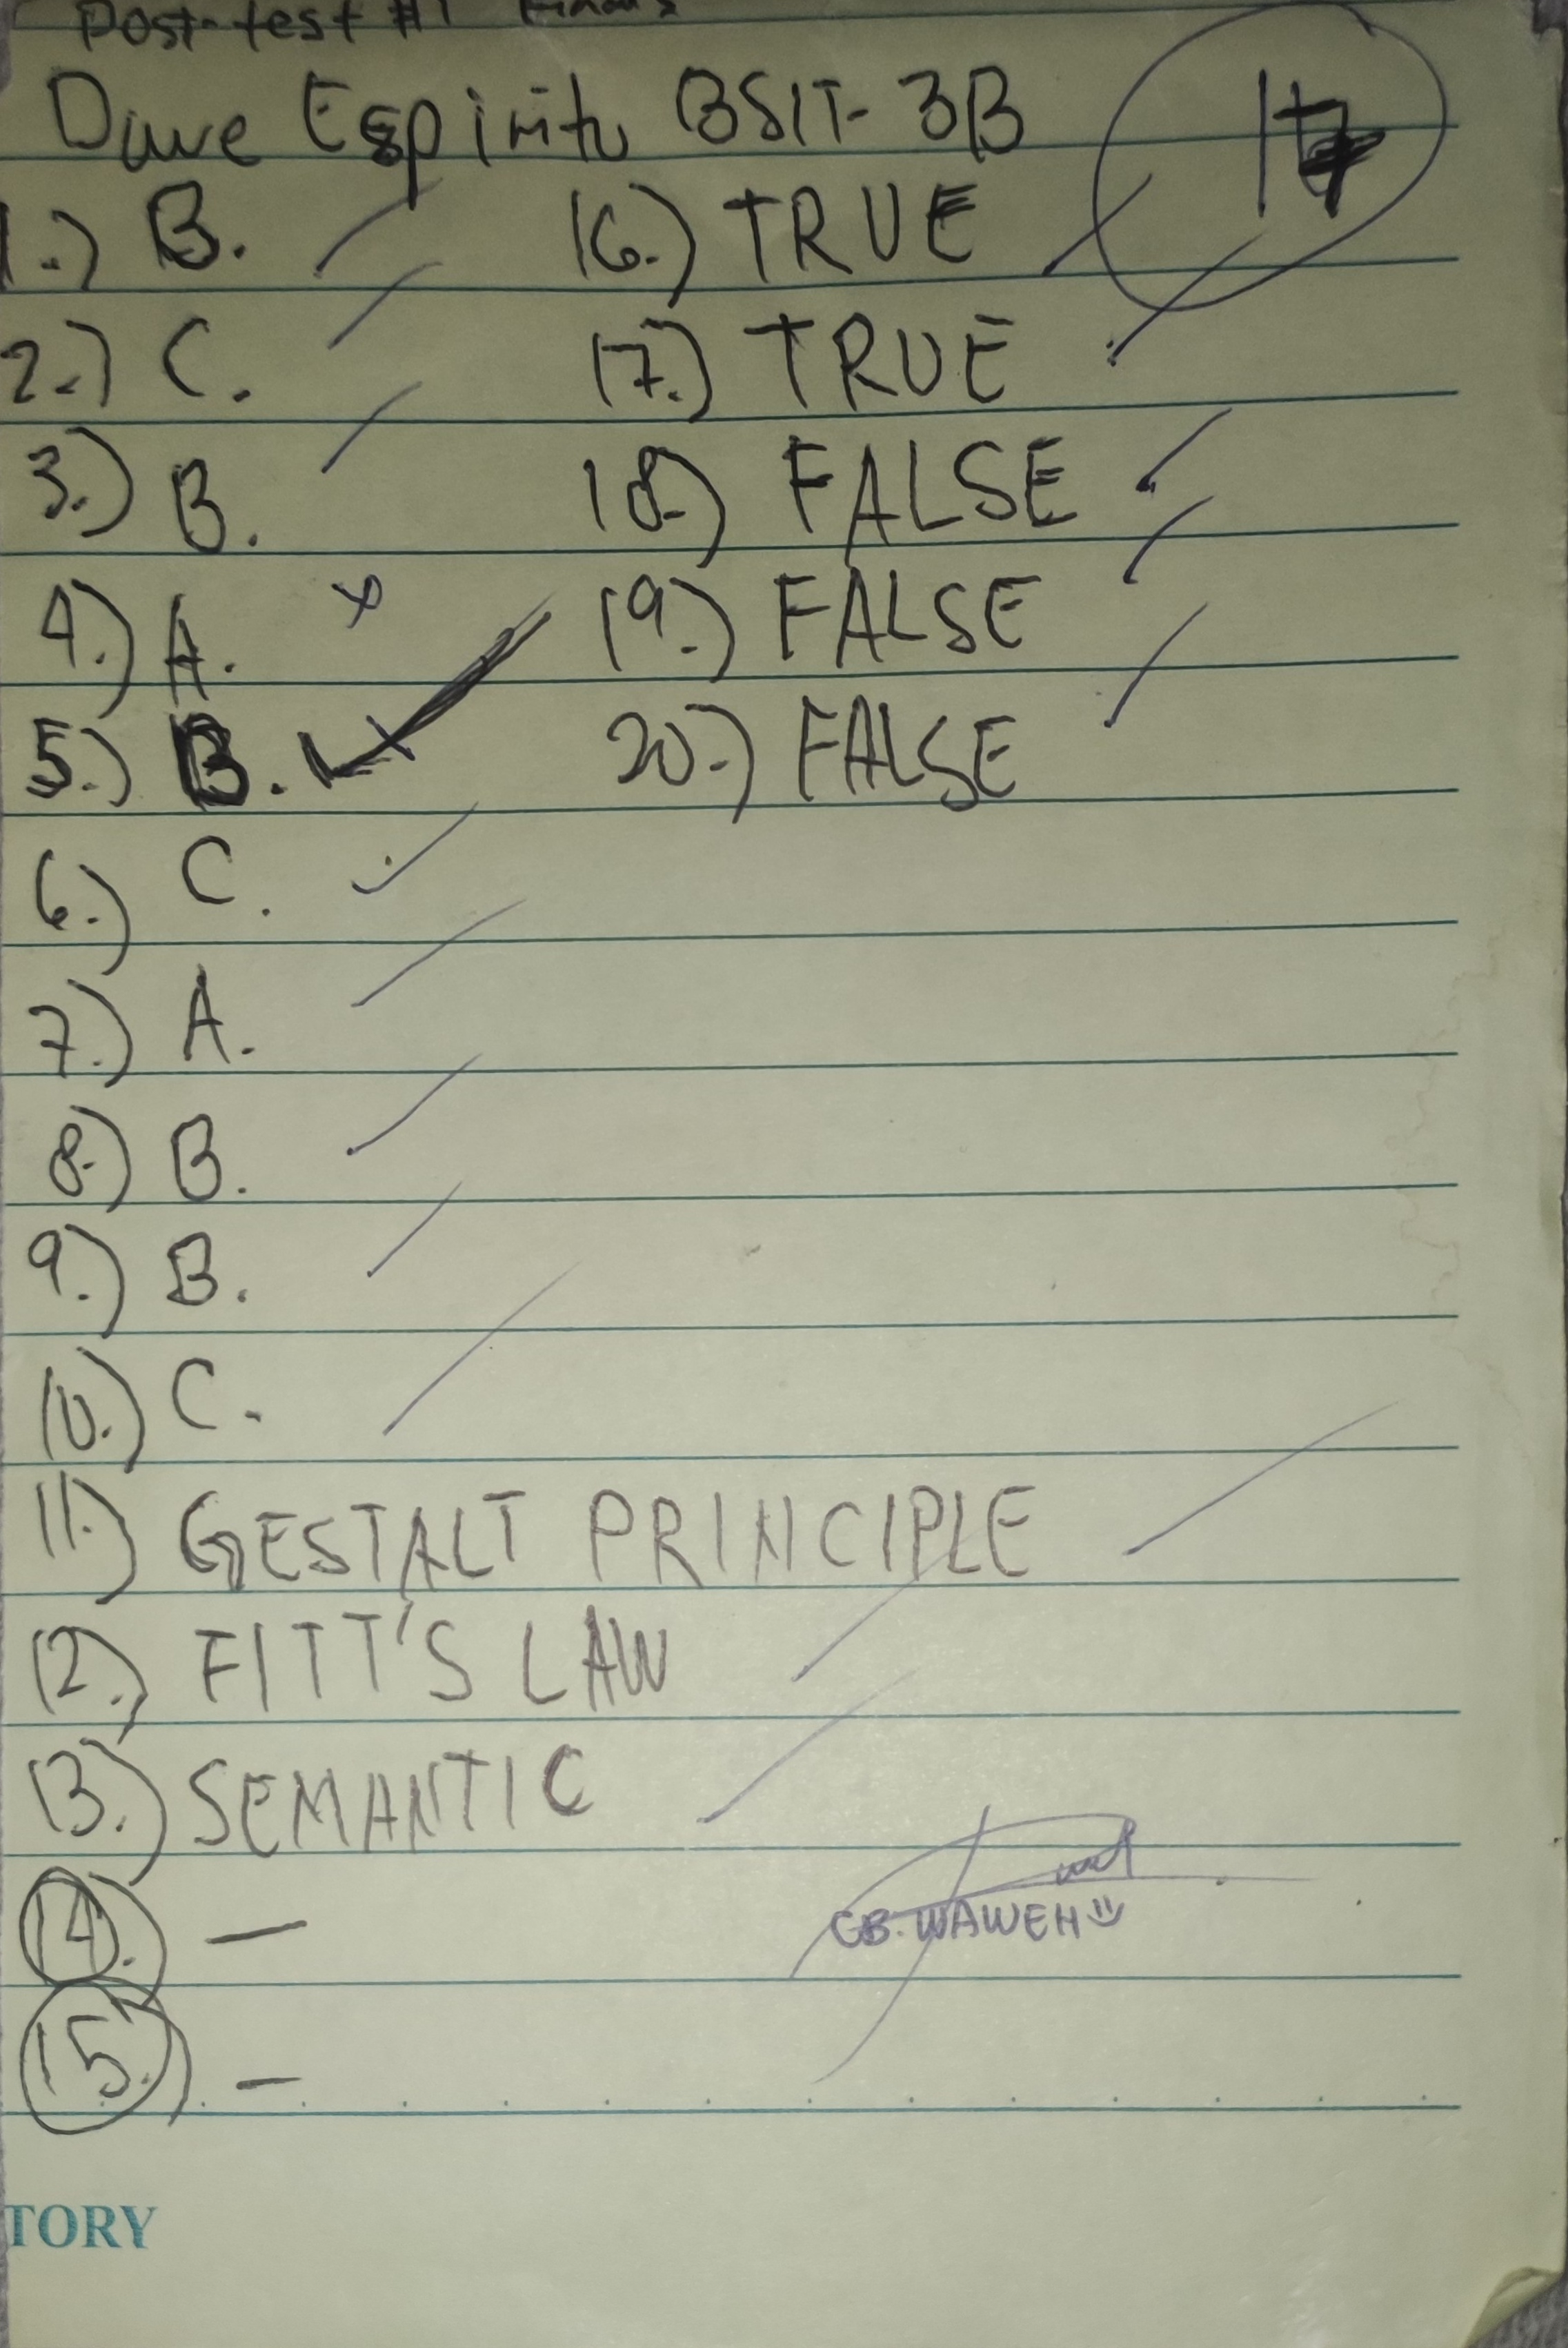 Post-test #1 Finals
Dave Espiritu BSIT-3B
17
1.) B.
2.) C.
3.) B.
4.) A.
5.) B.
6.) C.
7.) A.
8.) B.
9.) B.
10.) C.
11.) GESTALT PRINCIPLE
12.) FITT'S LAW
13.) SEMANTIC
14.) —
15.) —
16.) TRUE
17.) TRUE
18.) FALSE
19.) FALSE
20.) FALSE
CB. WAWEH
TORY